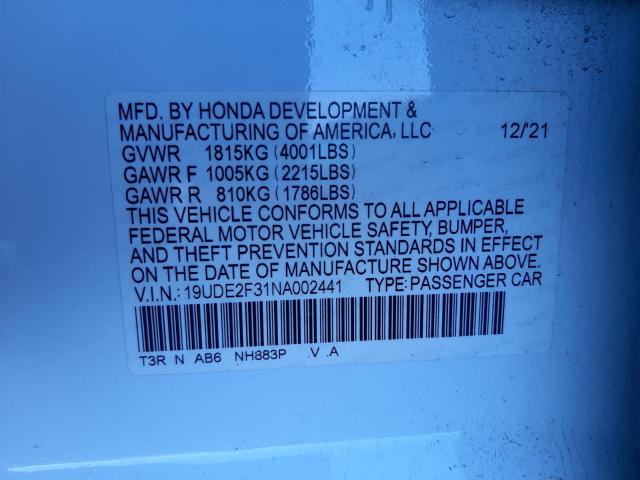 MFD. BY HONDA DEVELOPMENT &
MANUFACTURING OF AMERICA, LLC 12/'21
GVWR 1815KG (4001LBS)
GAWR F 1005KG (2215LBS)
GAWR R 810KG (1786LBS)
THIS VEHICLE CONFORMS TO ALL APPLICABLE
FEDERAL MOTOR VEHICLE SAFETY, BUMPER,
AND THEFT PREVENTION STANDARDS IN EFFECT
ON THE DATE OF MANUFACTURE SHOWN ABOVE.
V.I.N.: 19UDE2F31NA002441 TYPE: PASSENGER CAR
T3R N AB6 NH883P .V .A